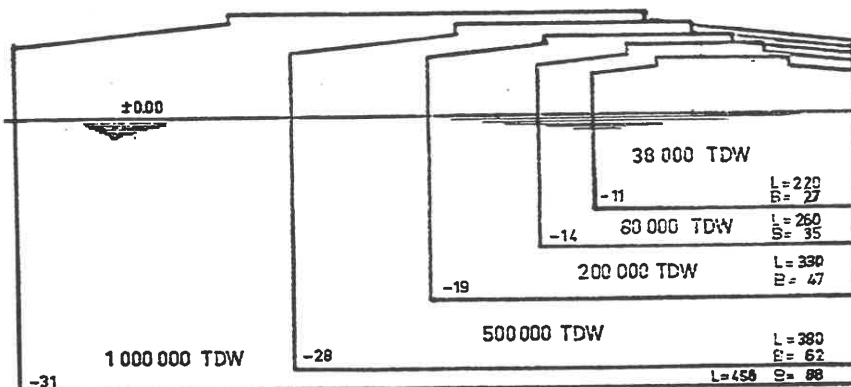 ±0.00
38 000 TDW
L=220
B= 27
-11
80 000 TDW
L=260
B= 35
-14
200 000 TDW
L=330
B= 47
-19
500000 TDW
L=380
B= 62
-28
1 000 000 TDW
L=458 B= 88
-31